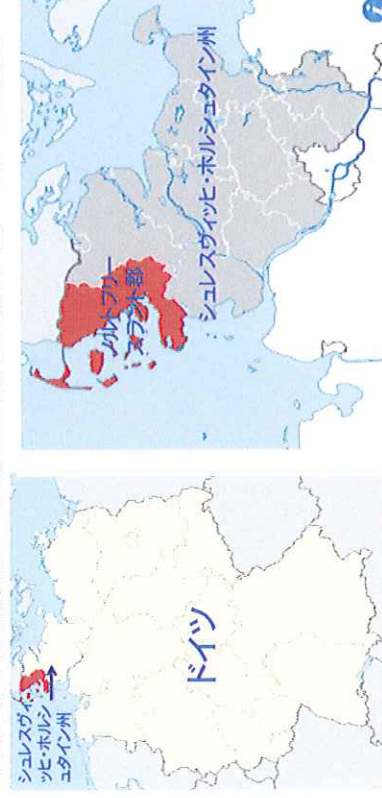 シュレスヴィ
ッヒ・ホルシ
ュタイン州
ドイツ
ノルトフリー
スラント郡
シュレスヴィッヒ・ホルシュタイン州